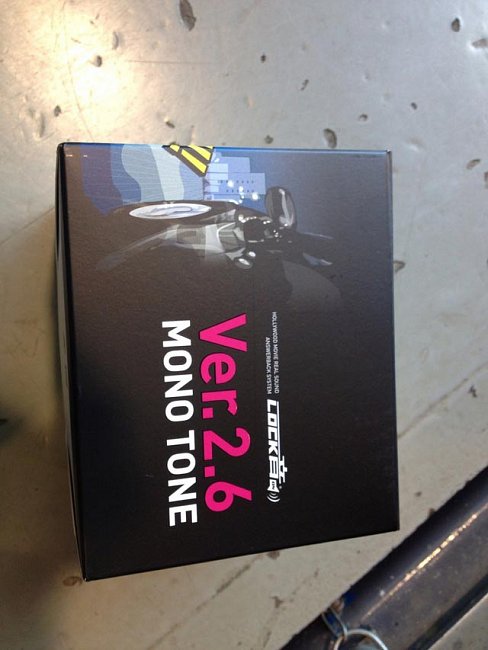 HOLLYWOOD MOVIE REAL SOUND
ANSWERBACK SYSTEM
LOCK音
Ver.2.6
MONO TONE